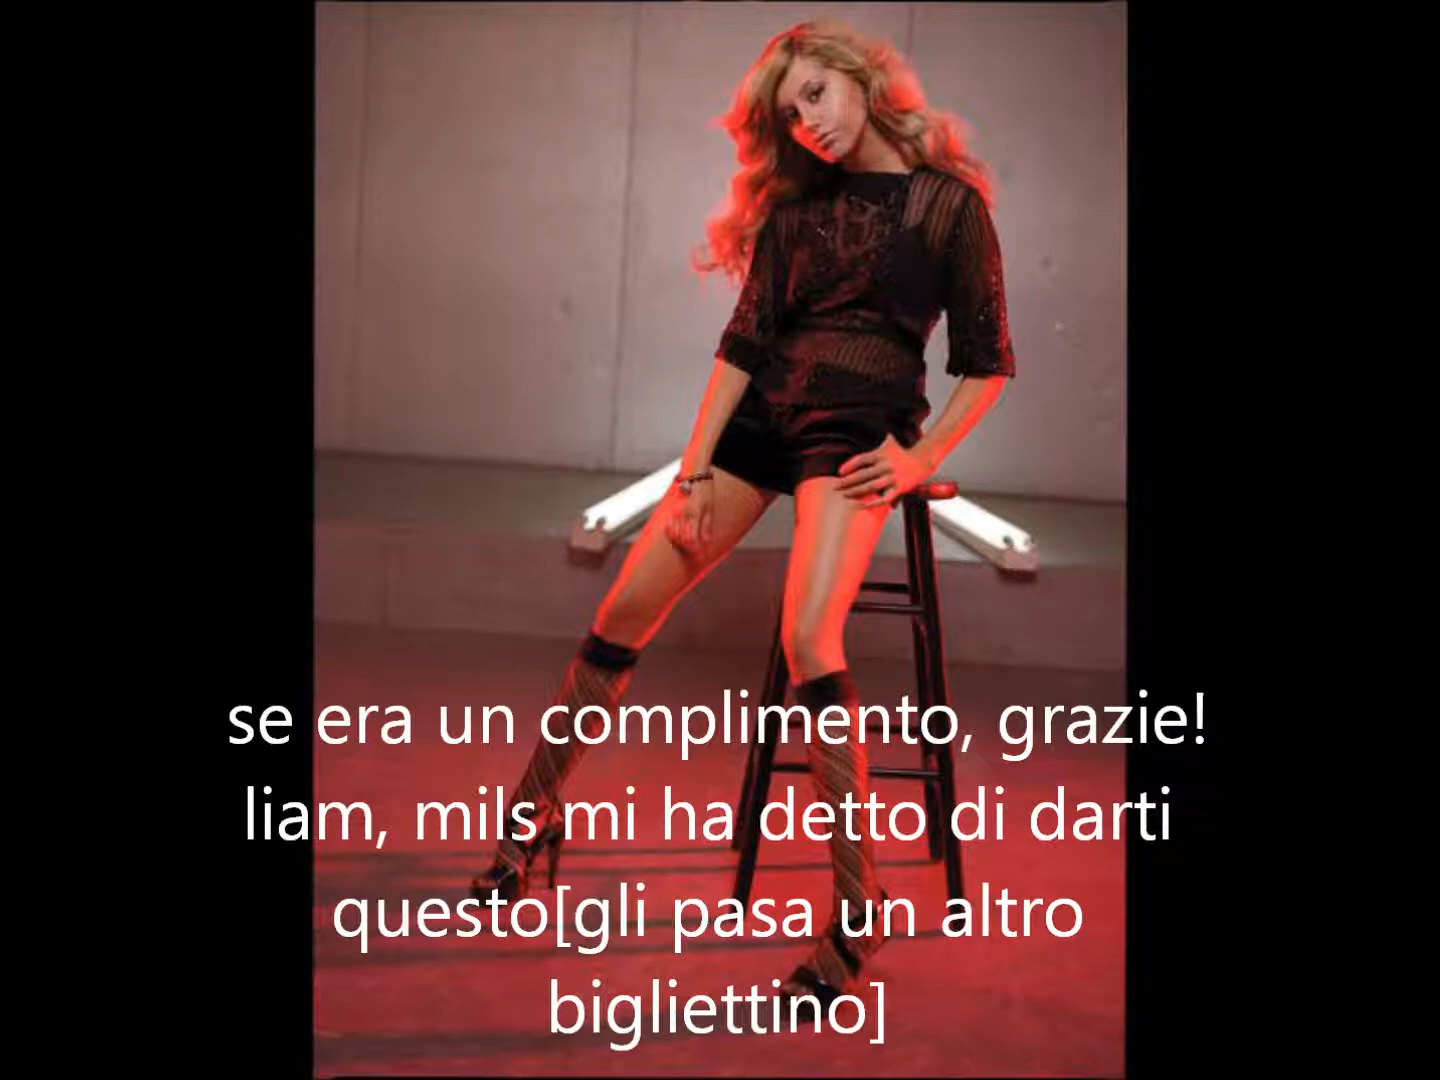 se era un complimento, grazie!
liam, mils mi ha detto di darti
questo[gli pasa un altro
bigliettino]